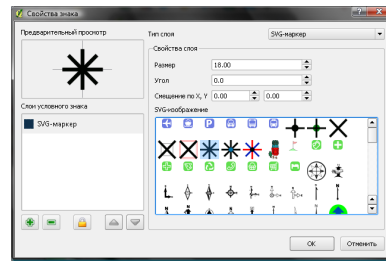 Свойства знака
Предварительный просмотр
Слои условного знака
SVG-маркер
Тип слоя
SVG-маркер
Свойства слоя
Размер
18.00
Угол
0.0
Смещение по X, Y
0.00
0.00
SVG-изображение
OK
Отменить